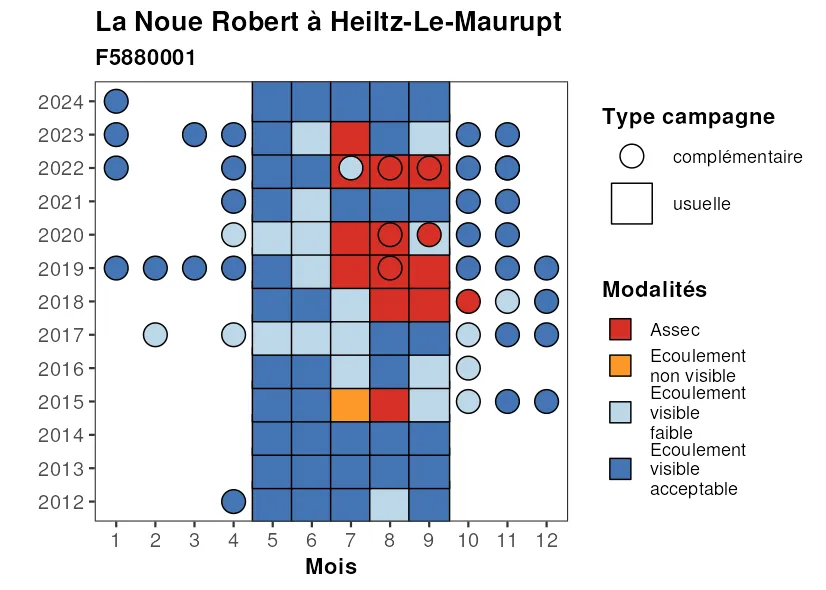 La Noue Robert à Heiltz-Le-Maurupt
F5880001
2024
2023
2022
2021
2020
2019
2018
2017
2016
2015
2014
2013
2012
1 2 3 4 5 6 7 8 9 10 11 12
Mois
Type campagne
complémentaire
usuelle
Modalités
Assec
Ecoulement
non visible
Ecoulement
visible
faible
Ecoulement
visible
acceptable